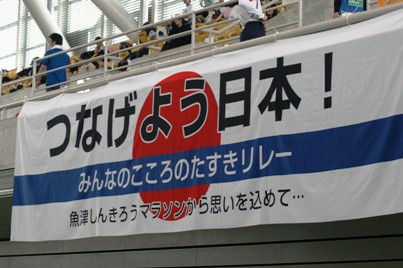 つなげよう日本！
みんなのこころのたすきリレー
魚津しんきろうマラソンから思いを込めて…